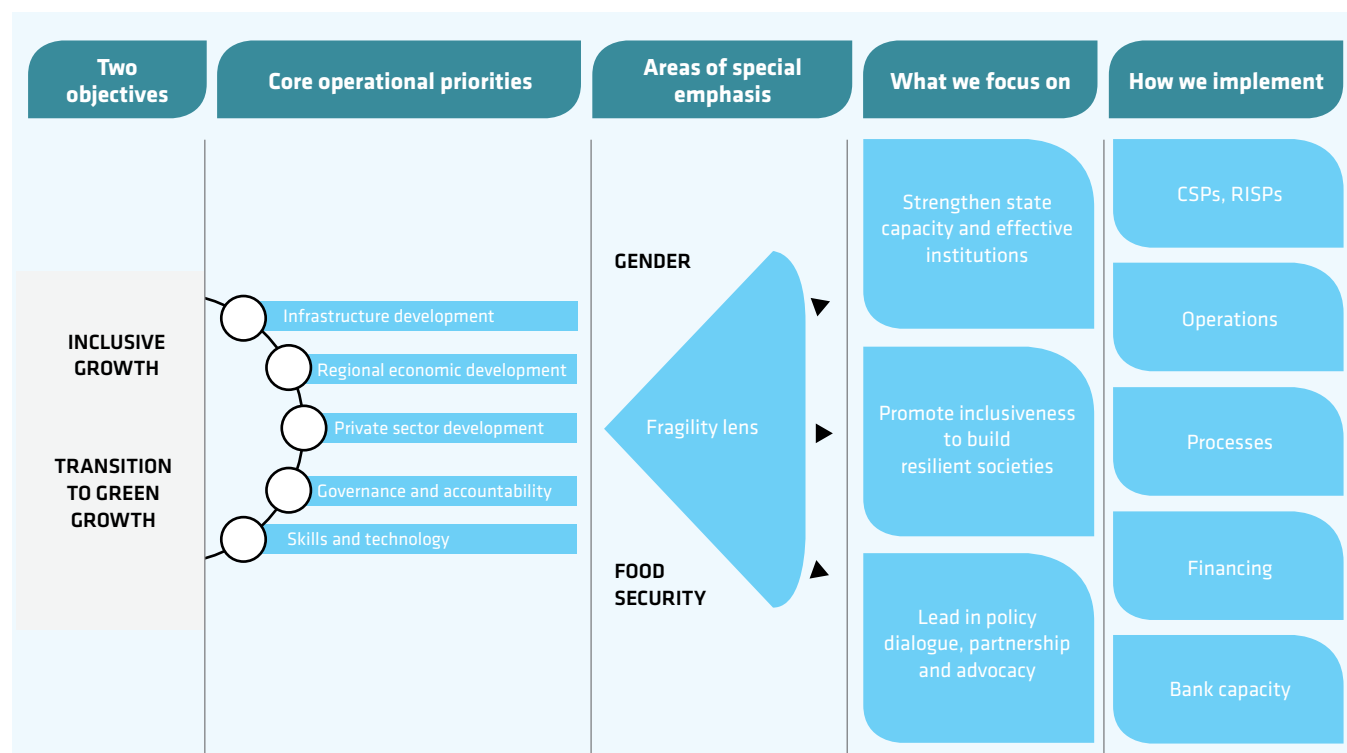 Two
objectives
Core operational priorities
Areas of special
emphasis
What we focus on
How we implement
INCLUSIVE
GROWTH
TRANSITION
TO GREEN
GROWTH
Infrastructure development
Regional economic development
Private sector development
Governance and accountability
Skills and technology
GENDER
Fragility lens
FOOD
SECURITY
Strengthen state
capacity and effective
institutions
Promote inclusiveness
to build
resilient societies
Lead in policy
dialogue, partnership
and advocacy
CSPs, RISPs
Operations
Processes
Financing
Bank capacity